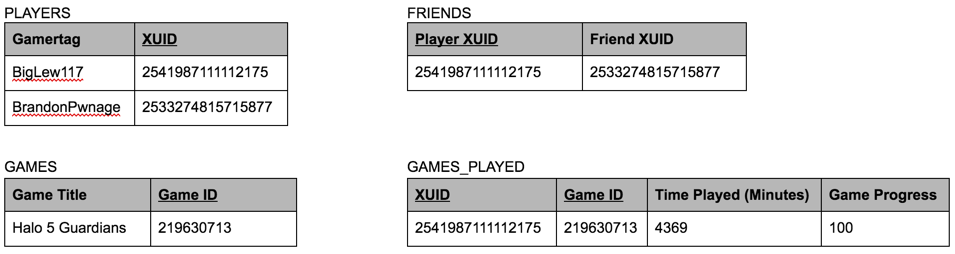 PLAYERS
Gamertag XUID
BigLew117 2541987111112175
BrandonPwnage 2533274815715877
FRIENDS
Player XUID Friend XUID
2541987111112175 2533274815715877
GAMES
Game Title Game ID
Halo 5 Guardians 219630713
GAMES_PLAYED
XUID Game ID Time Played (Minutes) Game Progress
2541987111112175 219630713 4369 100